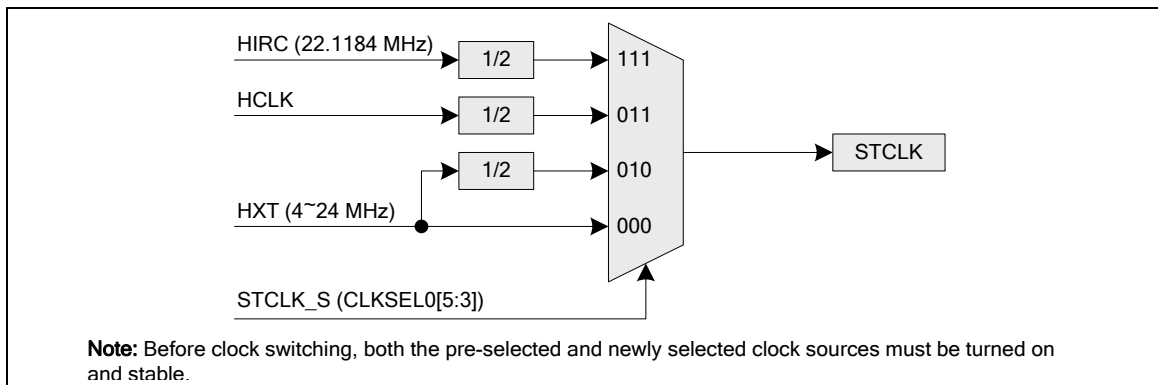 HIRC (22.1184 MHz)
1/2
111
HCLK
1/2
011
1/2
010
STCLK
HXT (4~24 MHz)
000
STCLK_S (CLKSEL0[5:3])
Note: Before clock switching, both the pre-selected and newly selected clock sources must be turned on
and stable.